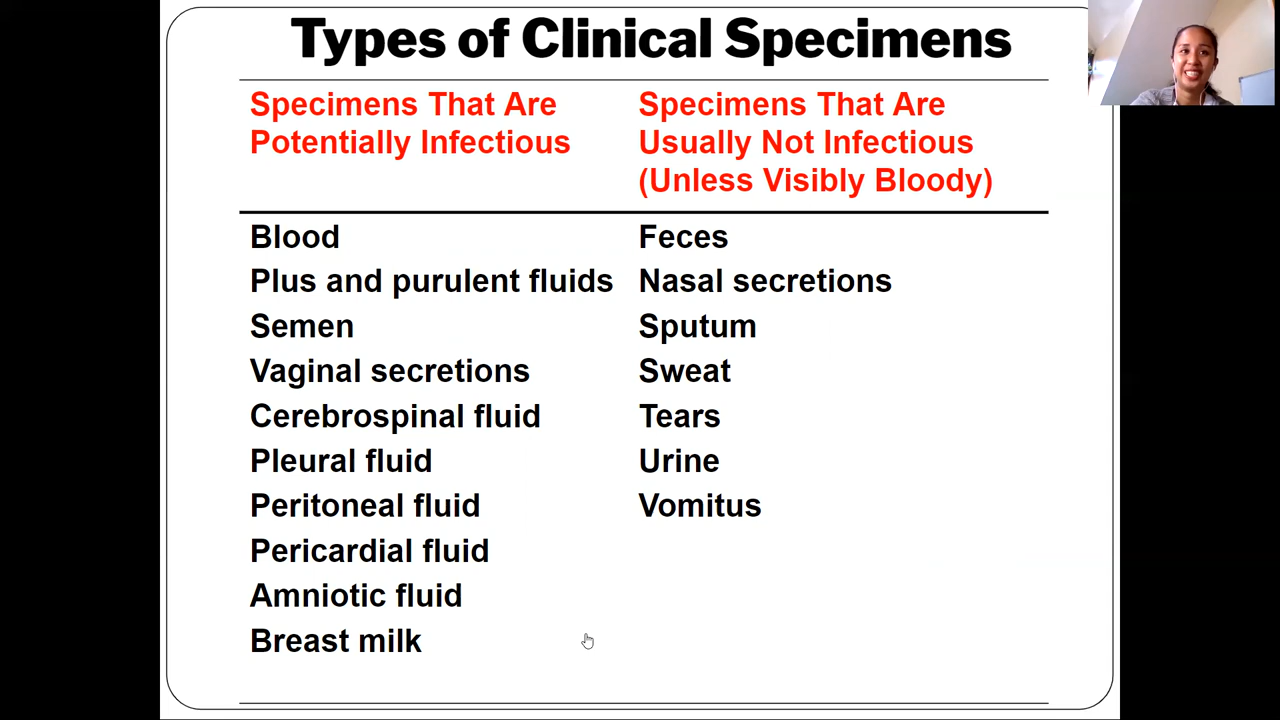 Types of Clinical Specimens
Specimens That Are
Potentially Infectious
Specimens That Are
Usually Not Infectious
(Unless Visibly Bloody)
Blood
Plus and purulent fluids
Semen
Vaginal secretions
Cerebrospinal fluid
Pleural fluid
Peritoneal fluid
Pericardial fluid
Amniotic fluid
Breast milk
Feces
Nasal secretions
Sputum
Sweat
Tears
Urine
Vomitus